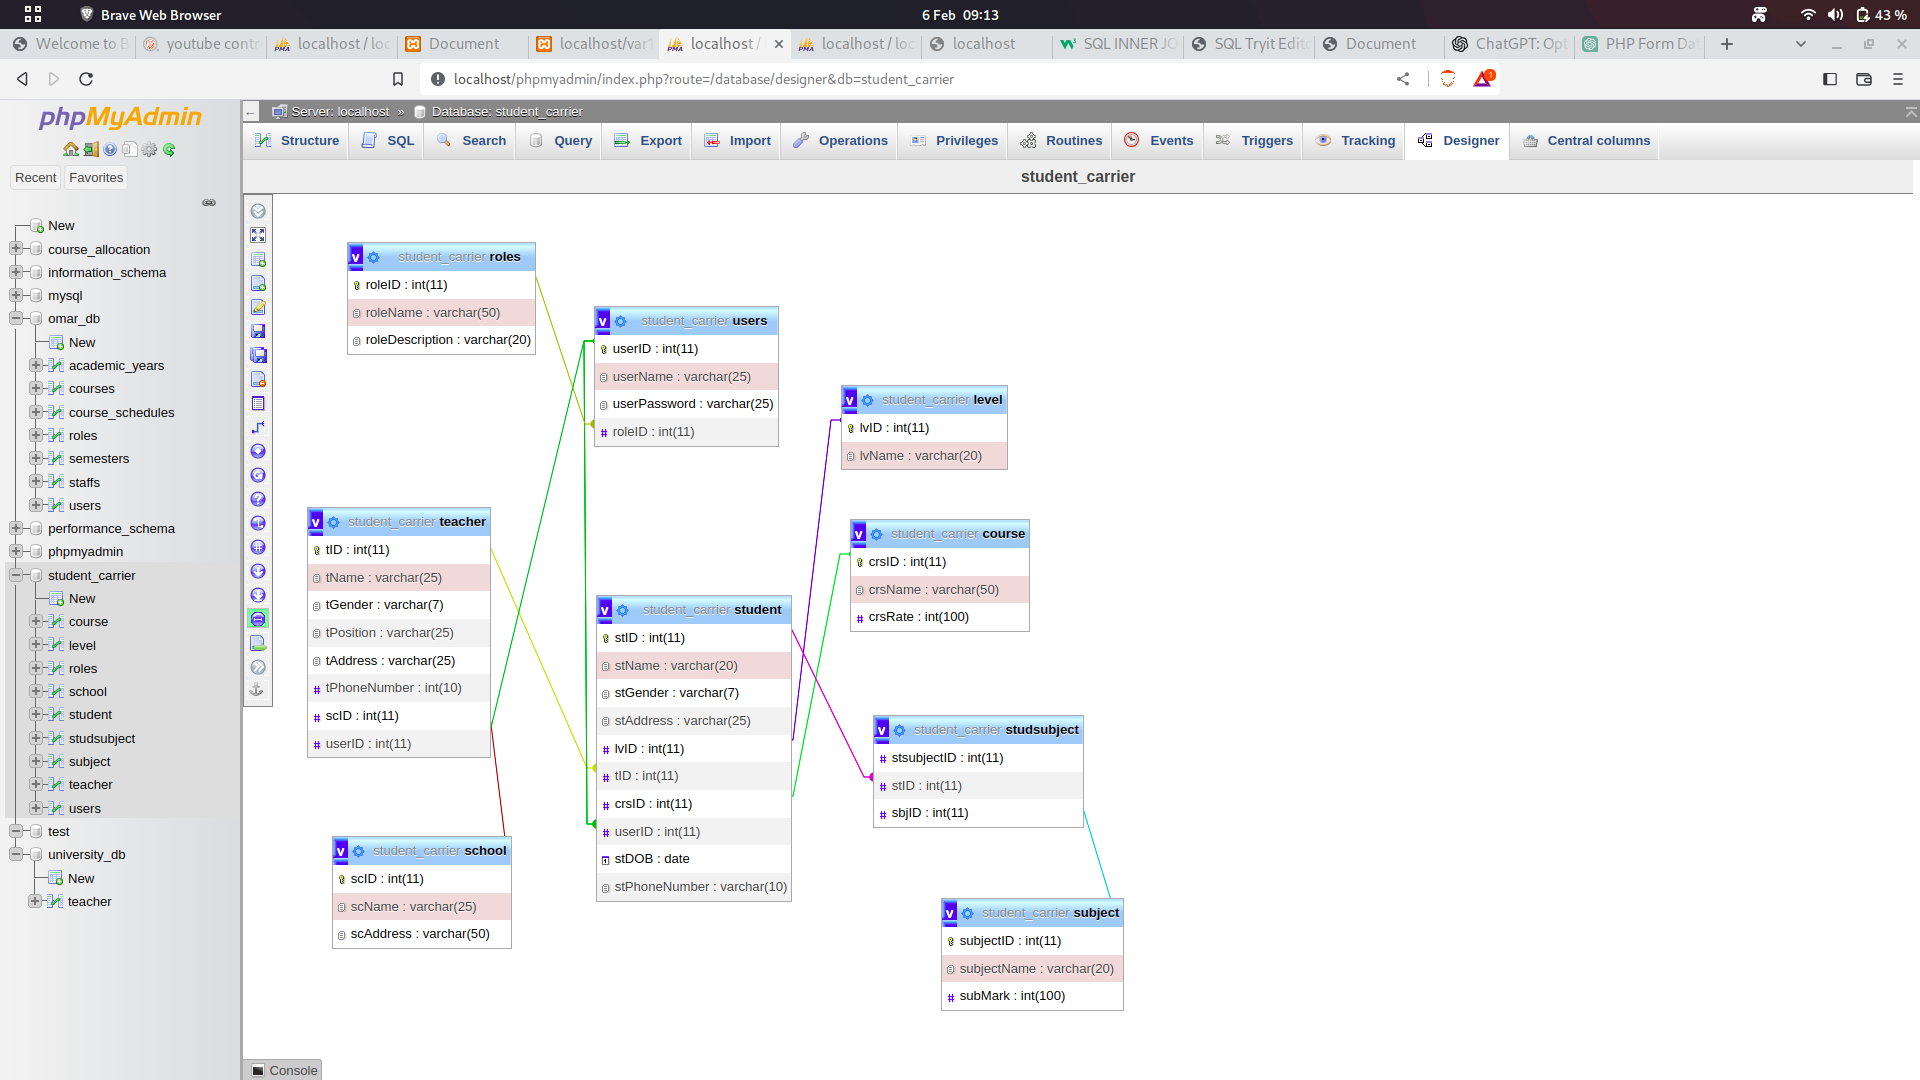 Brave Web Browser
6 Feb 09:13
43 %
Welcome to B
youtube cont
localhost / loc
Document
localhost/var1
localhost /
localhost / loc
localhost
SQL INNER JO
SQL Tryit Edit
Document
ChatGPT: Opt
PHP Form Da
localhost/phpmyadmin/index.php?route=/database/designer&db=student_carrier
1
phpMyAdmin
Server: localhost » Database: student_carrier
Structure SQL Search Query Export Import Operations Privileges Routines Events Triggers Tracking Designer Central columns
student_carrier
Recent Favorites
New
course_allocation
information_schema
mysql
omar_db
New
academic_years
courses
course_schedules
roles
semesters
staffs
users
performance_schema
phpmyadmin
student_carrier
New
course
level
roles
school
student
studsubject
subject
teacher
users
test
university_db
New
teacher
v student_carrier roles
roleID : int(11)
roleName : varchar(50)
roleDescription : varchar(20)
v student_carrier users
userID : int(11)
userName : varchar(25)
userPassword : varchar(25)
# roleID : int(11)
v student_carrier level
lvID : int(11)
lvName : varchar(20)
v student_carrier teacher
tID : int(11)
tName : varchar(25)
tGender : varchar(7)
tPosition : varchar(25)
tAddress : varchar(25)
# tPhoneNumber : int(10)
# scID : int(11)
# userID : int(11)
v student_carrier course
crsID : int(11)
crsName : varchar(50)
# crsRate : int(100)
v student_carrier student
stID : int(11)
stName : varchar(20)
stGender : varchar(7)
stAddress : varchar(25)
# lvID : int(11)
# tID : int(11)
# crsID : int(11)
# userID : int(11)
stDOB : date
stPhoneNumber : varchar(10)
v student_carrier studsubject
# stsubjectID : int(11)
# stID : int(11)
# sbjID : int(11)
v student_carrier school
scID : int(11)
scName : varchar(25)
scAddress : varchar(50)
v student_carrier subject
subjectID : int(11)
subjectName : varchar(20)
# subMark : int(100)
Console